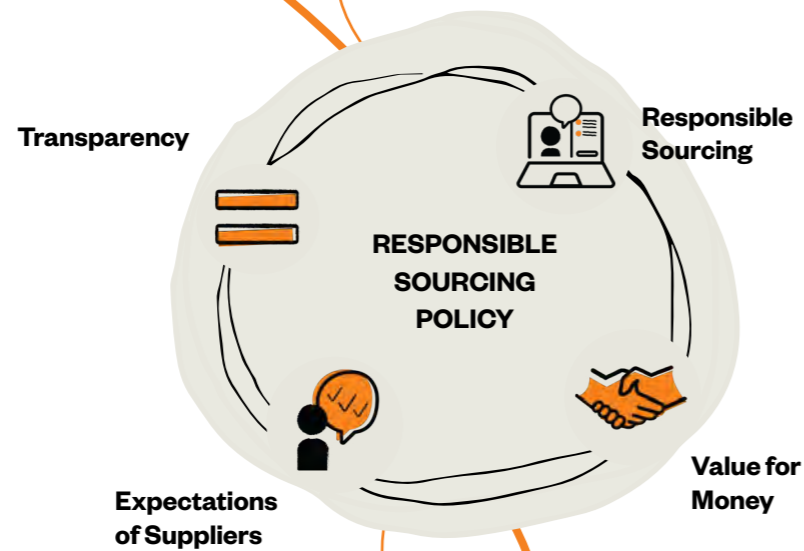 Transparency
Responsible
Sourcing
RESPONSIBLE
SOURCING
POLICY
Value for
Money
Expectations
of Suppliers